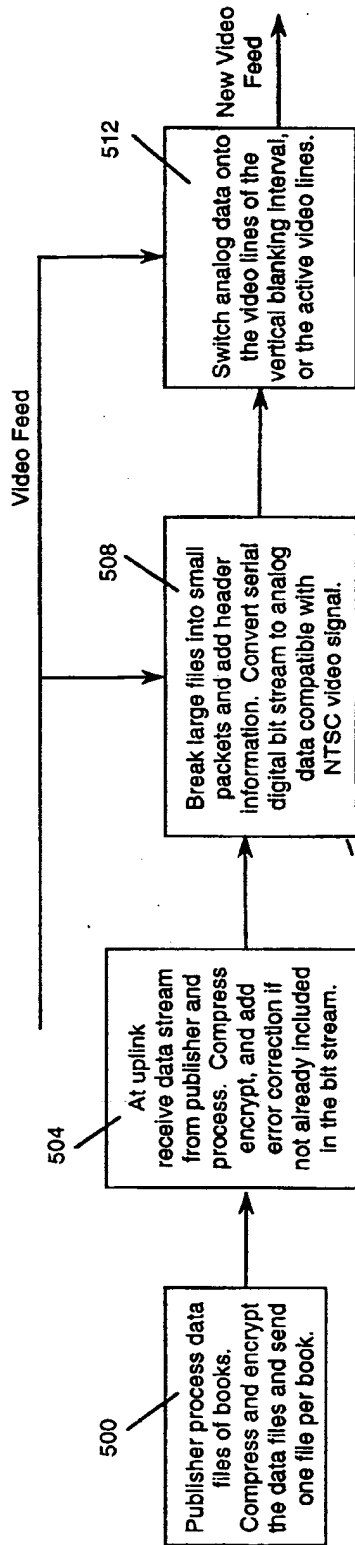 Video Feed
500
Publisher process data
files of books.
Compress and encrypt
the data files and send
one file per book.
504
At uplink
receive data stream
from publisher and
process. Compress
encrypt, and add
error correction if
not already included
in the bit stream.
508
Break large files into small
packets and add header
information. Convert serial
digital bit stream to analog
data compatible with
NTSC video signal.
512
Switch analog data onto
the video lines of the
vertical blanking interval,
or the active video lines.
New Video
Feed